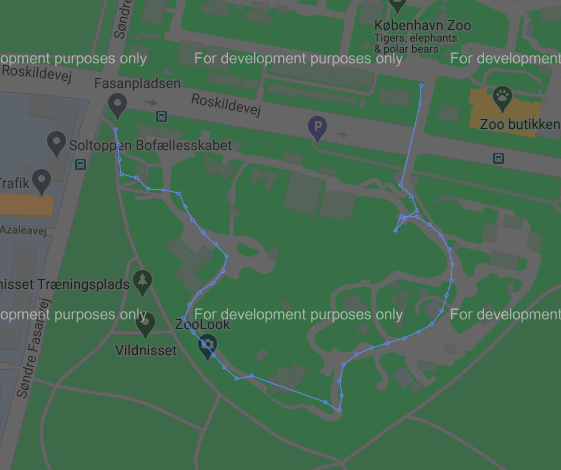 Søndre
København Zoo
Tigers, elephants
& polar bears
opment purposes only
For development purposes only
For development
Roskildevej
Fasanpladsen
Roskildevej
P
Zoo butikken
Soltoppen Bofællesskabet
Trafik
Azaleavej
nisset Træningsplads
opment purposes only
For development purposes only
For development
ZooLook
Vildnisset
Søndre Fasanvej